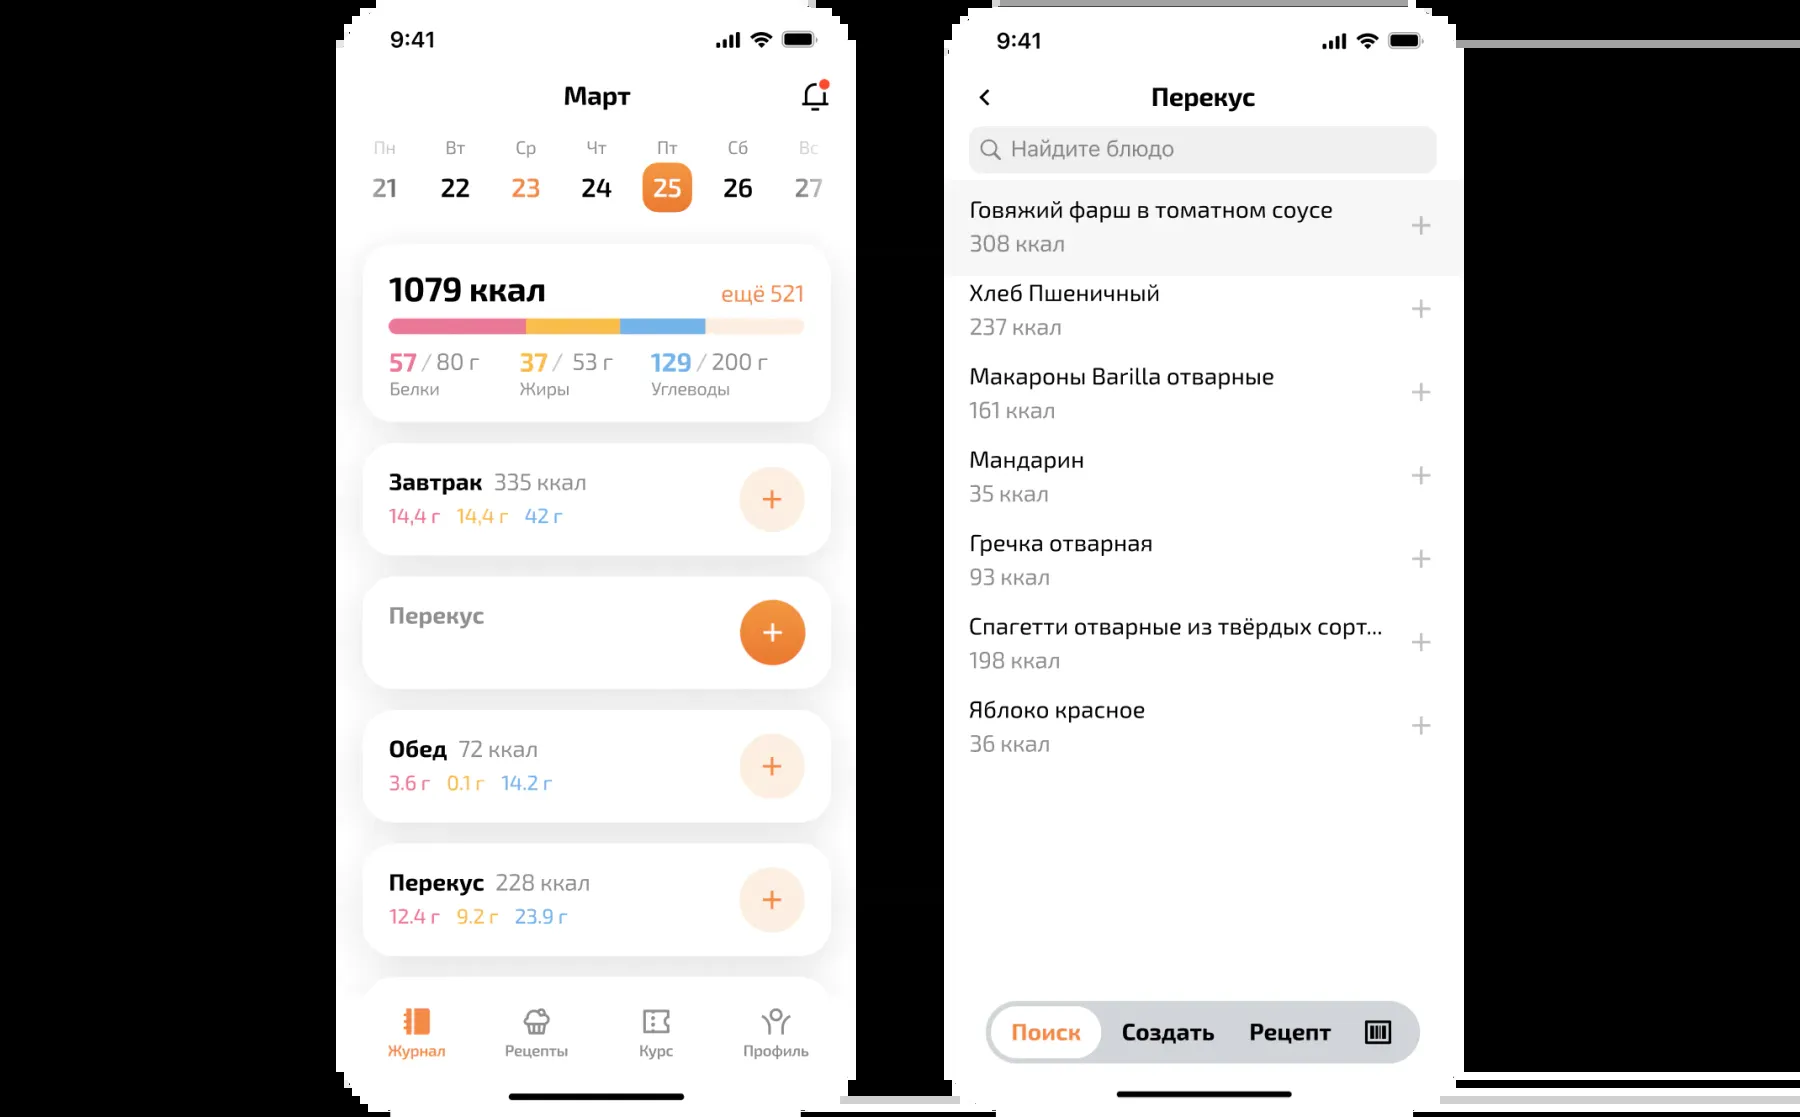 9:41
Март
Пн Вт Ср Чт Пт Сб Вс
21 22 23 24 25 26 27
1079 ккал ещё 521
57 / 80 г 37 / 53 г 129 / 200 г
Белки Жиры Углеводы
Завтрак 335 ккал
14,4 г 14,4 г 42 г
+
Перекус
+
Обед 72 ккал
3.6 г 0.1 г 14.2 г
+
Перекус 228 ккал
12.4 г 9.2 г 23.9 г
+
Журнал Рецепты Курс Профиль
9:41
Перекус
Найдите блюдо
Говяжий фарш в томатном соусе
308 ккал
+
Хлеб Пшеничный
237 ккал
+
Макароны Barilla отварные
161 ккал
+
Мандарин
35 ккал
+
Гречка отварная
93 ккал
+
Спагетти отварные из твёрдых сорт...
198 ккал
+
Яблоко красное
36 ккал
+
Поиск Создать Рецепт